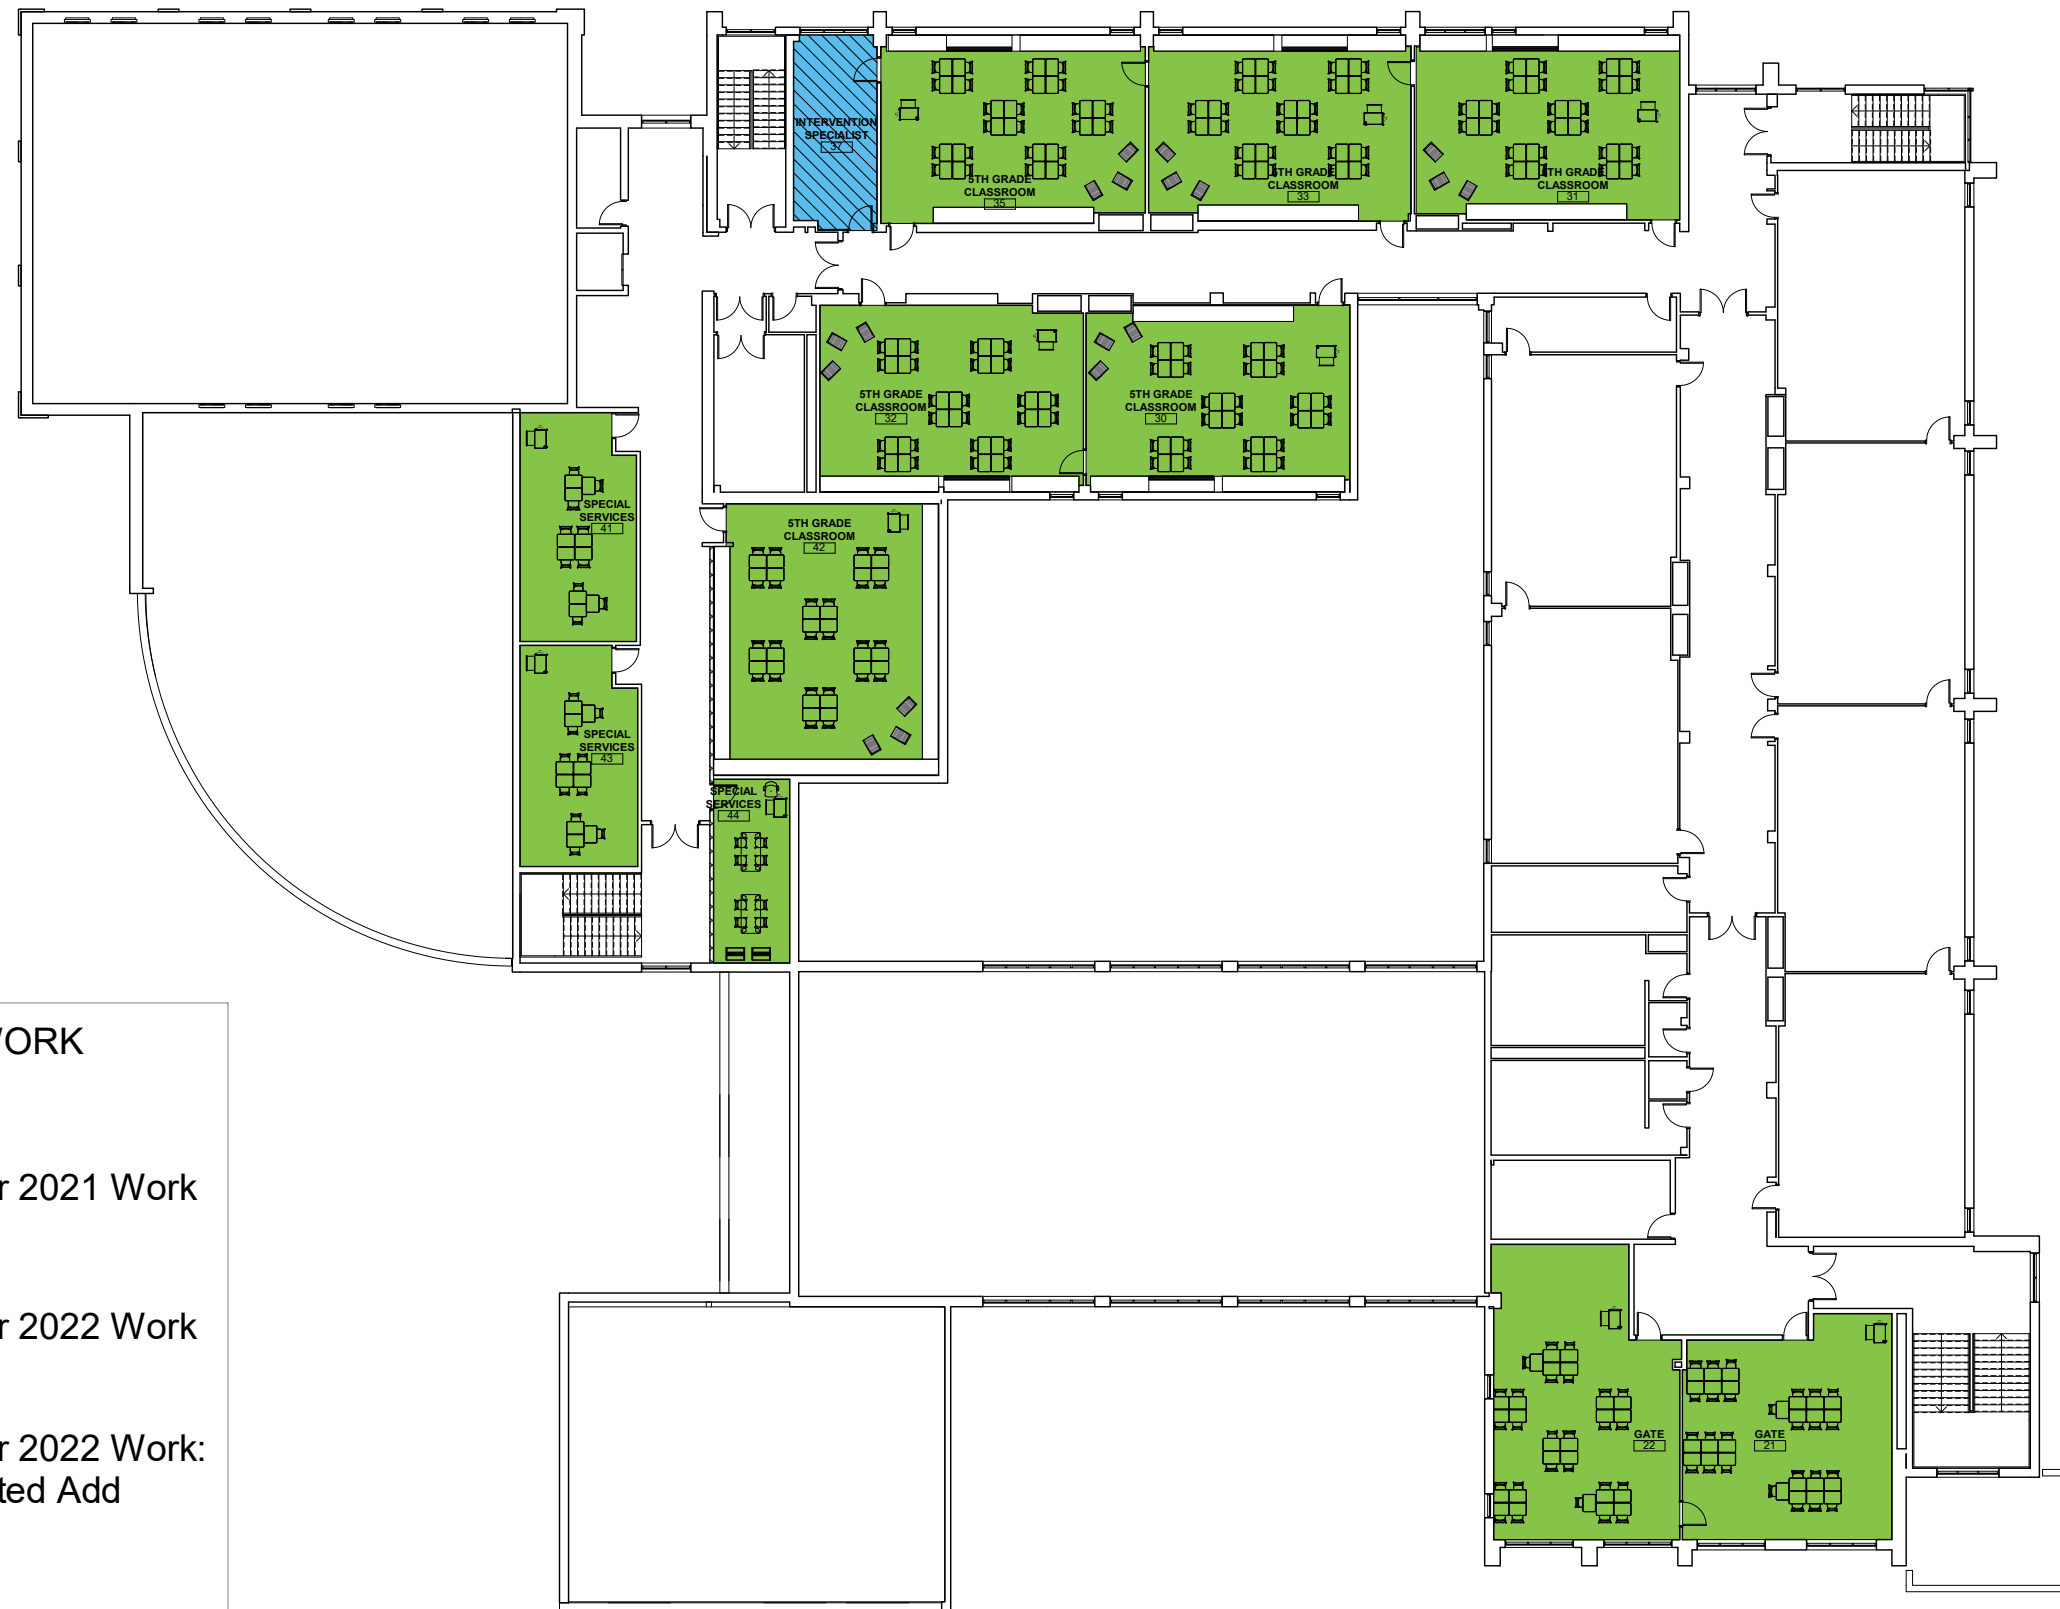 INTERVENTION
SPECIALIST
37
5TH GRADE
CLASSROOM
35
5TH GRADE
CLASSROOM
33
5TH GRADE
CLASSROOM
31
5TH GRADE
CLASSROOM
32
5TH GRADE
CLASSROOM
30
SPECIAL
SERVICES
41
5TH GRADE
CLASSROOM
42
SPECIAL
SERVICES
43
SPECIAL
SERVICES
44
WORK
r 2021 Work
r 2022 Work
r 2022 Work:
ted Add
GATE
22
GATE
21